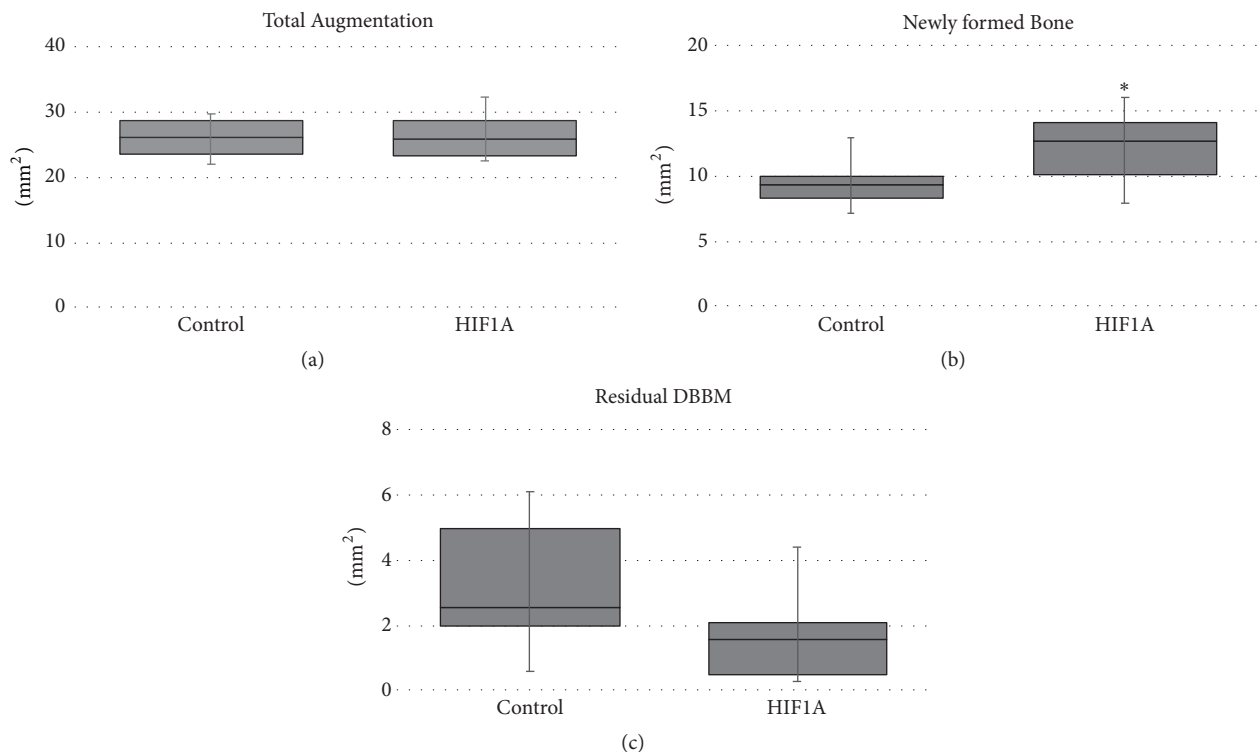 Total Augmentation
40
30
20
10
0
(mm²)
Control HIF1A
(a)
Newly formed Bone
20
15
10
5
0
(mm²)
*
Control HIF1A
(b)
Residual DBBM
8
6
4
2
0
(mm²)
Control HIF1A
(c)